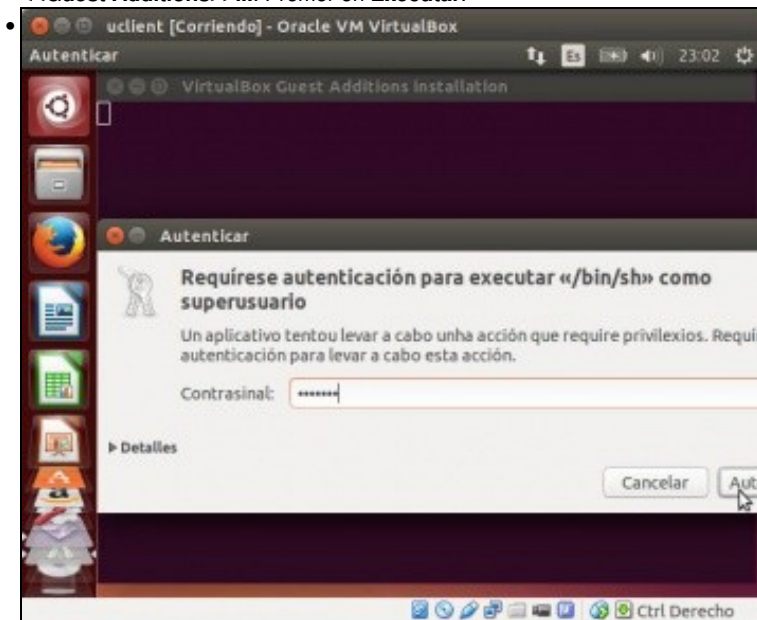 uclient [Corriendo] - Oracle VM VirtualBox
Autenticar
Es
23:02
VirtualBox Guest Additions installation
Autenticar
Requírese autenticación para executar «/bin/sh» como
superusuario
Un aplicativo tentou levar a cabo unha acción que require privilexios. Requí
autenticación para levar a cabo esta acción.
Contrasinal: •••••••
Detalles
Cancelar
Aut
Ctrl Derecho